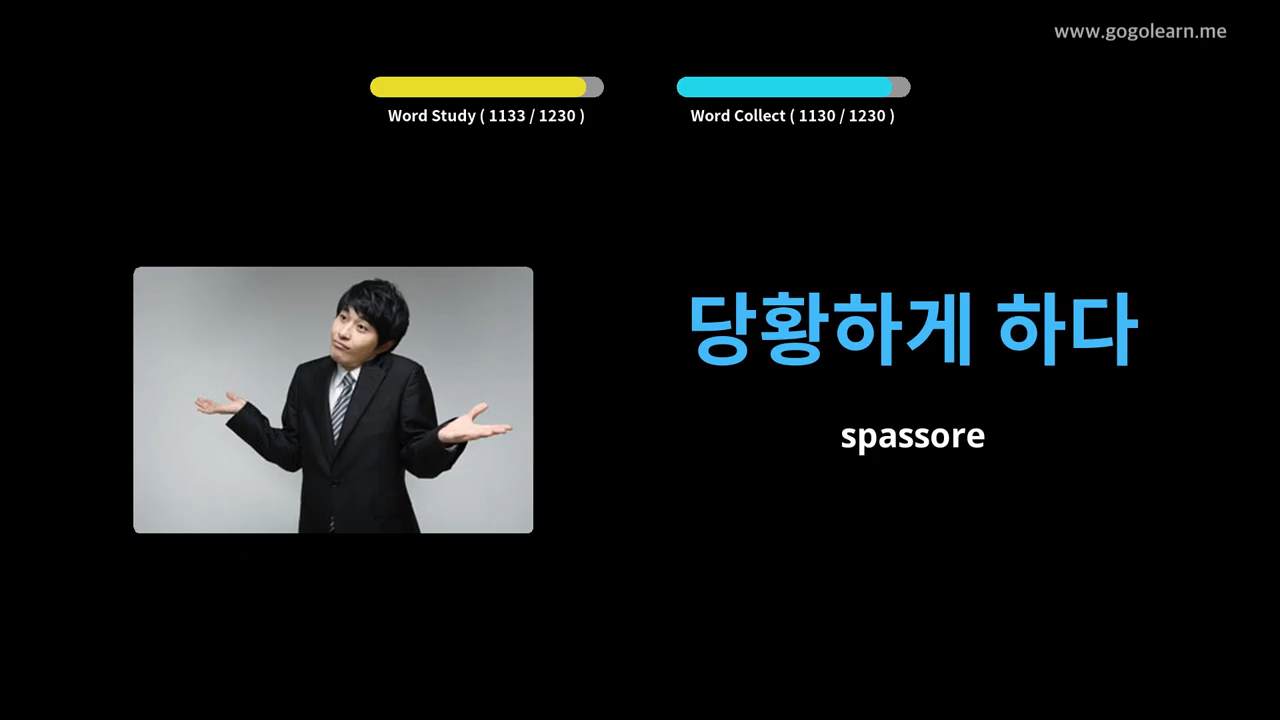 www.gogolearn.me
Word Study ( 1133 / 1230 )
Word Collect ( 1130 / 1230 )
당황하게 하다
spassore